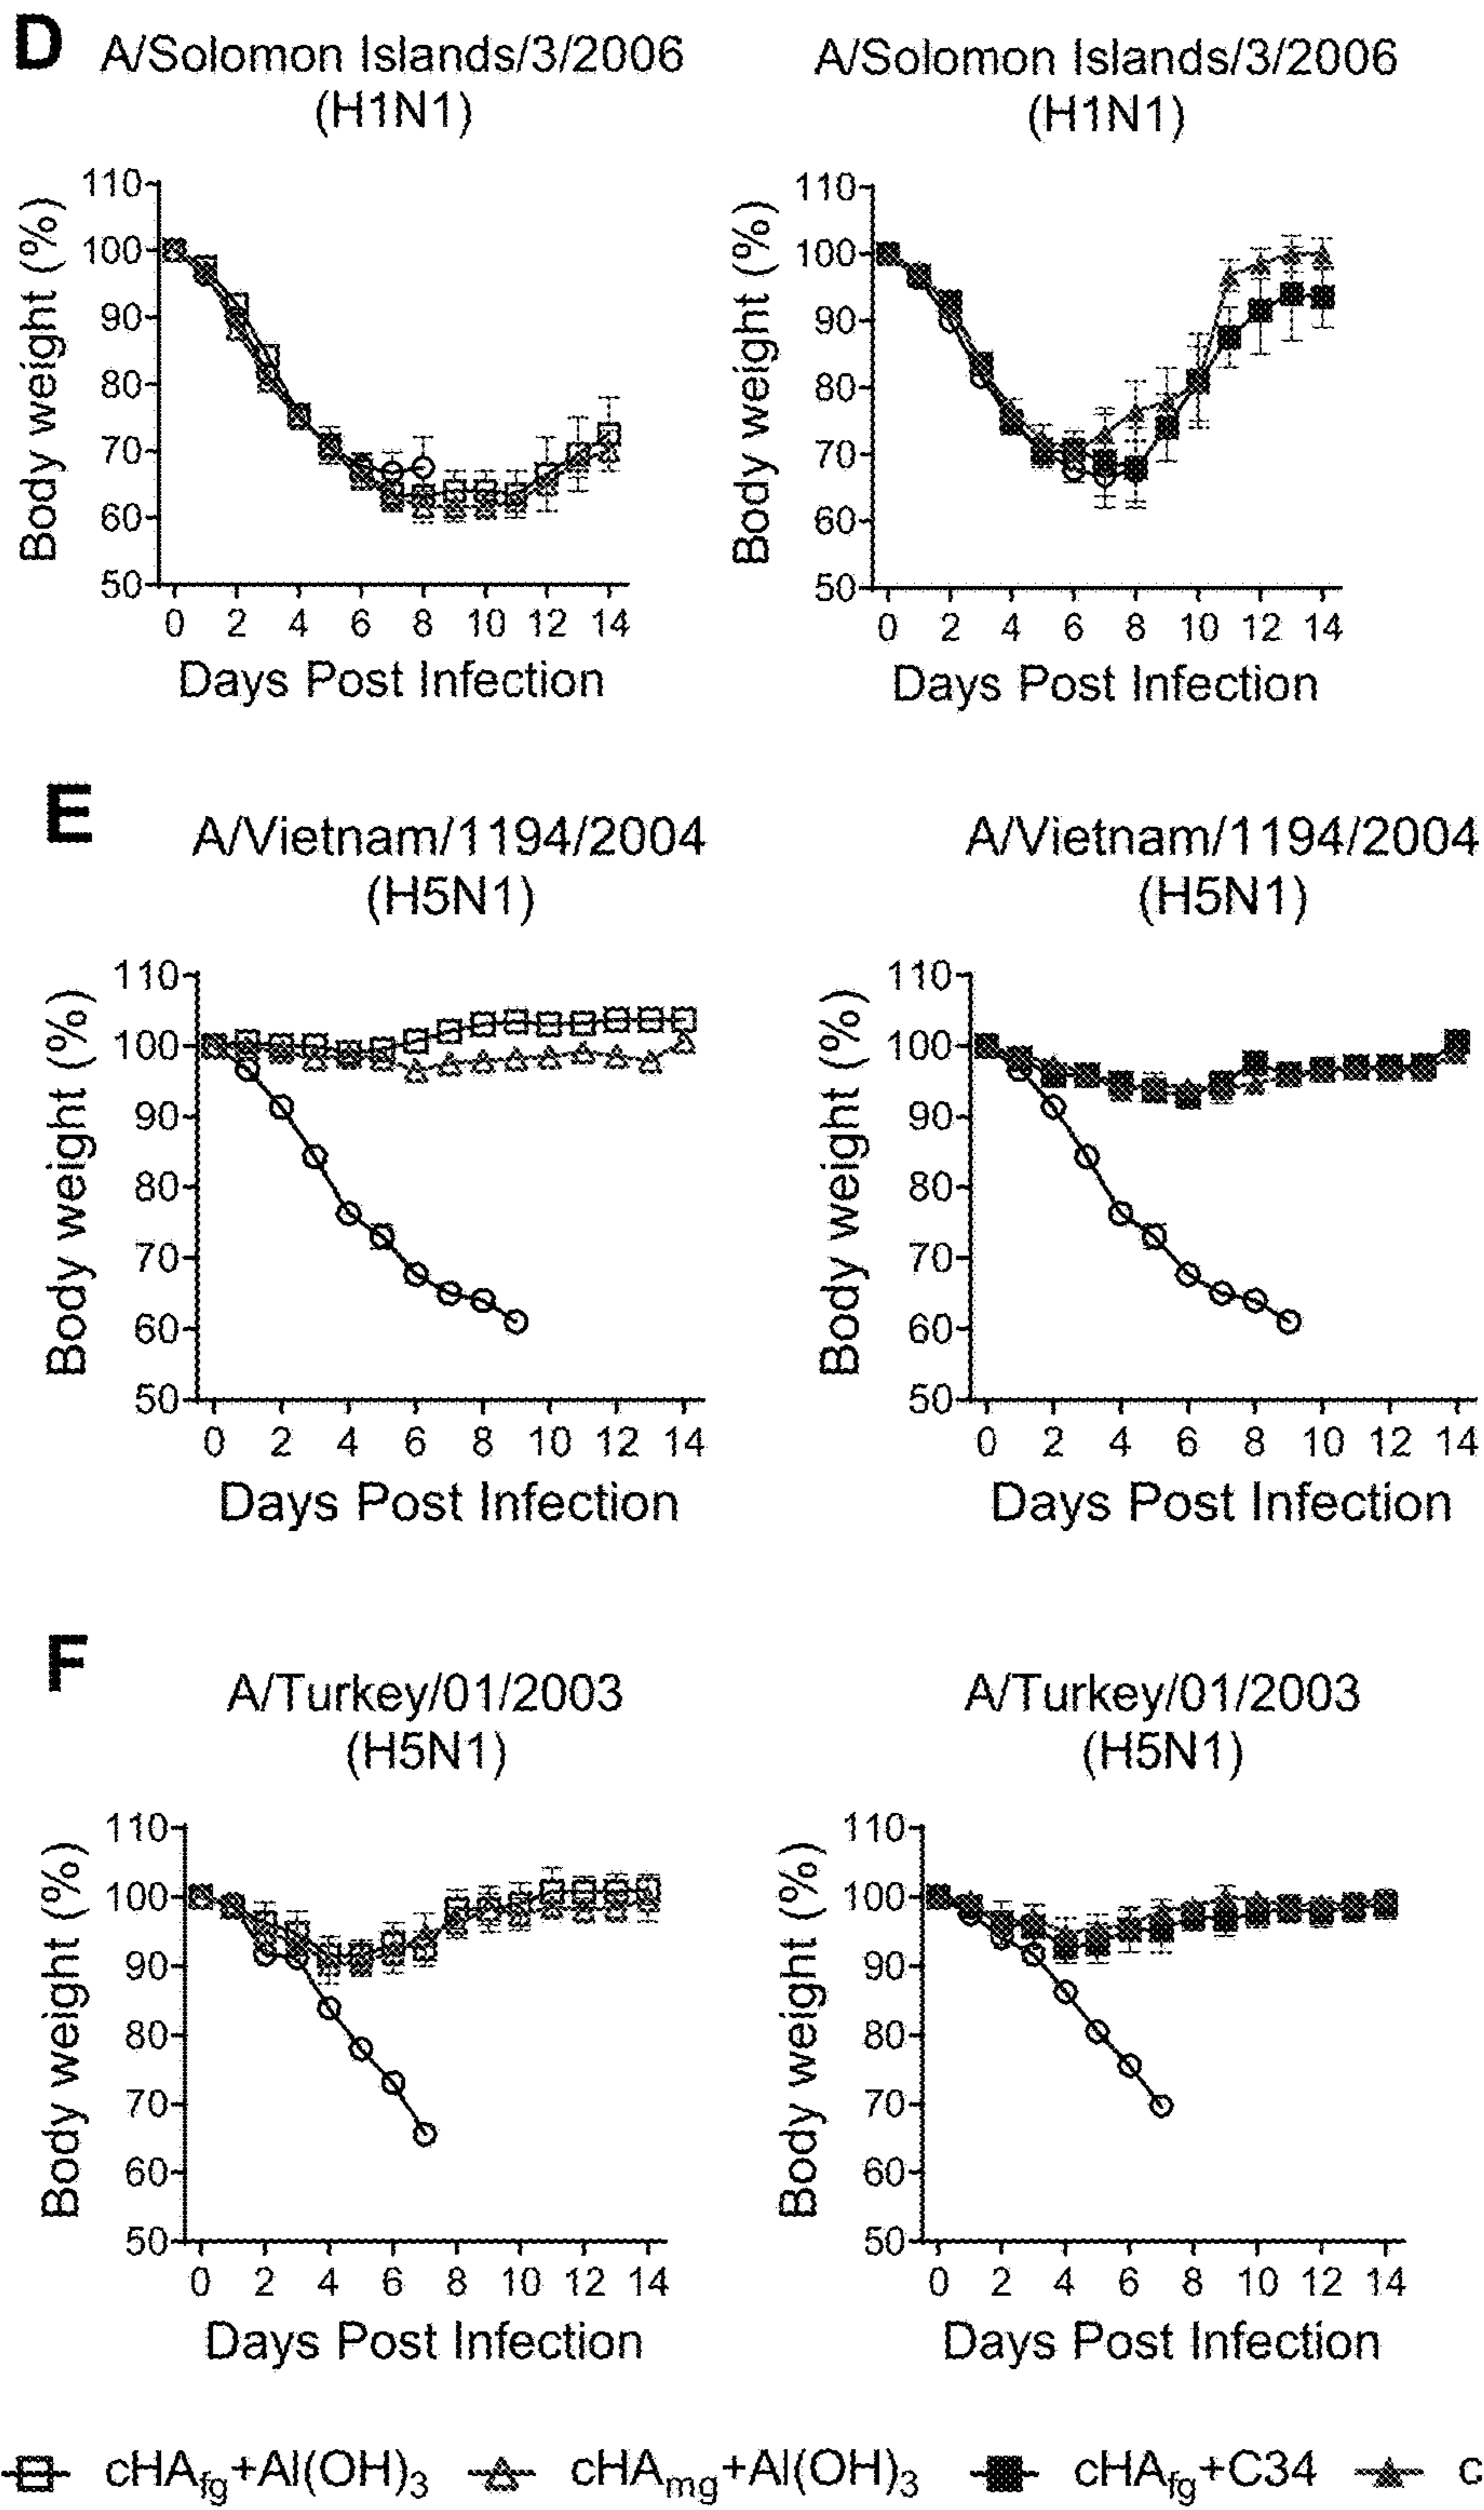 D A/Solomon Islands/3/2006 A/Solomon Islands/3/2006
(H1N1) (H1N1)
110 110
100 100
90 90
80 80
70 70
60 60
50 50
Body weight (%) Body weight (%)
0 2 4 6 8 10 12 14 0 2 4 6 8 10 12 14
Days Post Infection Days Post Infection
E A/Vietnam/1194/2004 A/Vietnam/1194/2004
(H5N1) (H5N1)
110 110
100 100
90 90
80 80
70 70
60 60
50 50
Body weight (%) Body weight (%)
0 2 4 6 8 10 12 14 0 2 4 6 8 10 12 14
Days Post Infection Days Post Infection
F A/Turkey/01/2003 A/Turkey/01/2003
(H5N1) (H5N1)
110 110
100 100
90 90
80 80
70 70
60 60
50 50
Body weight (%) Body weight (%)
0 2 4 6 8 10 12 14 0 2 4 6 8 10 12 14
Days Post Infection Days Post Infection
cHAfg+Al(OH)3 cHAmg+Al(OH)3 cHAfg+C34 c